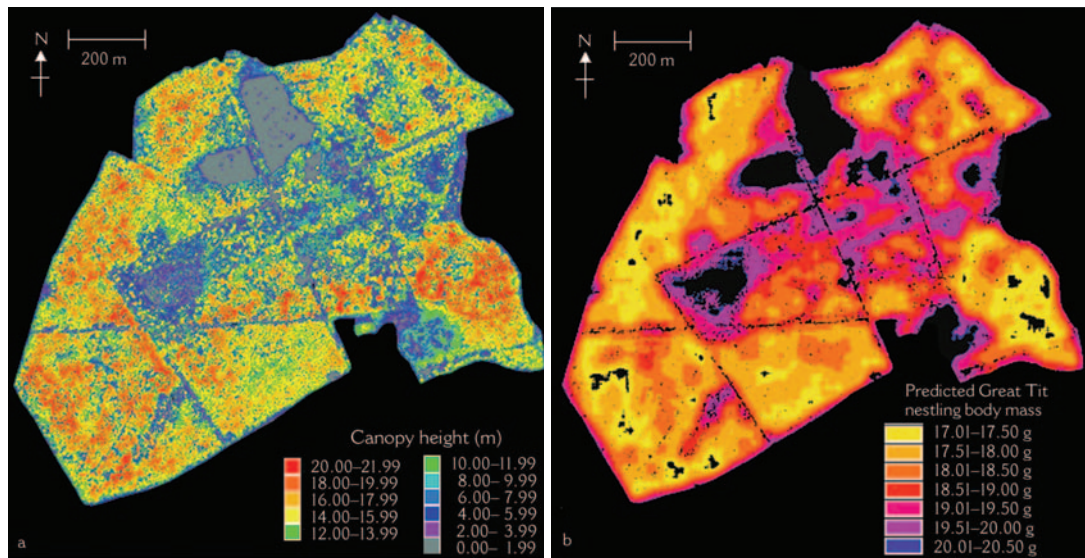 N
200 m
Canopy height (m)
20.00–21.99
18.00–19.99
16.00–17.99
14.00–15.99
12.00–13.99
10.00–11.99
8.00– 9.99
6.00– 7.99
4.00– 5.99
2.00– 3.99
0.00– 1.99
a
N
200 m
Predicted Great Tit
nestling body mass
17.01–17.50 g
17.51–18.00 g
18.01–18.50 g
18.51–19.00 g
19.01–19.50 g
19.51–20.00 g
20.01–20.50 g
b